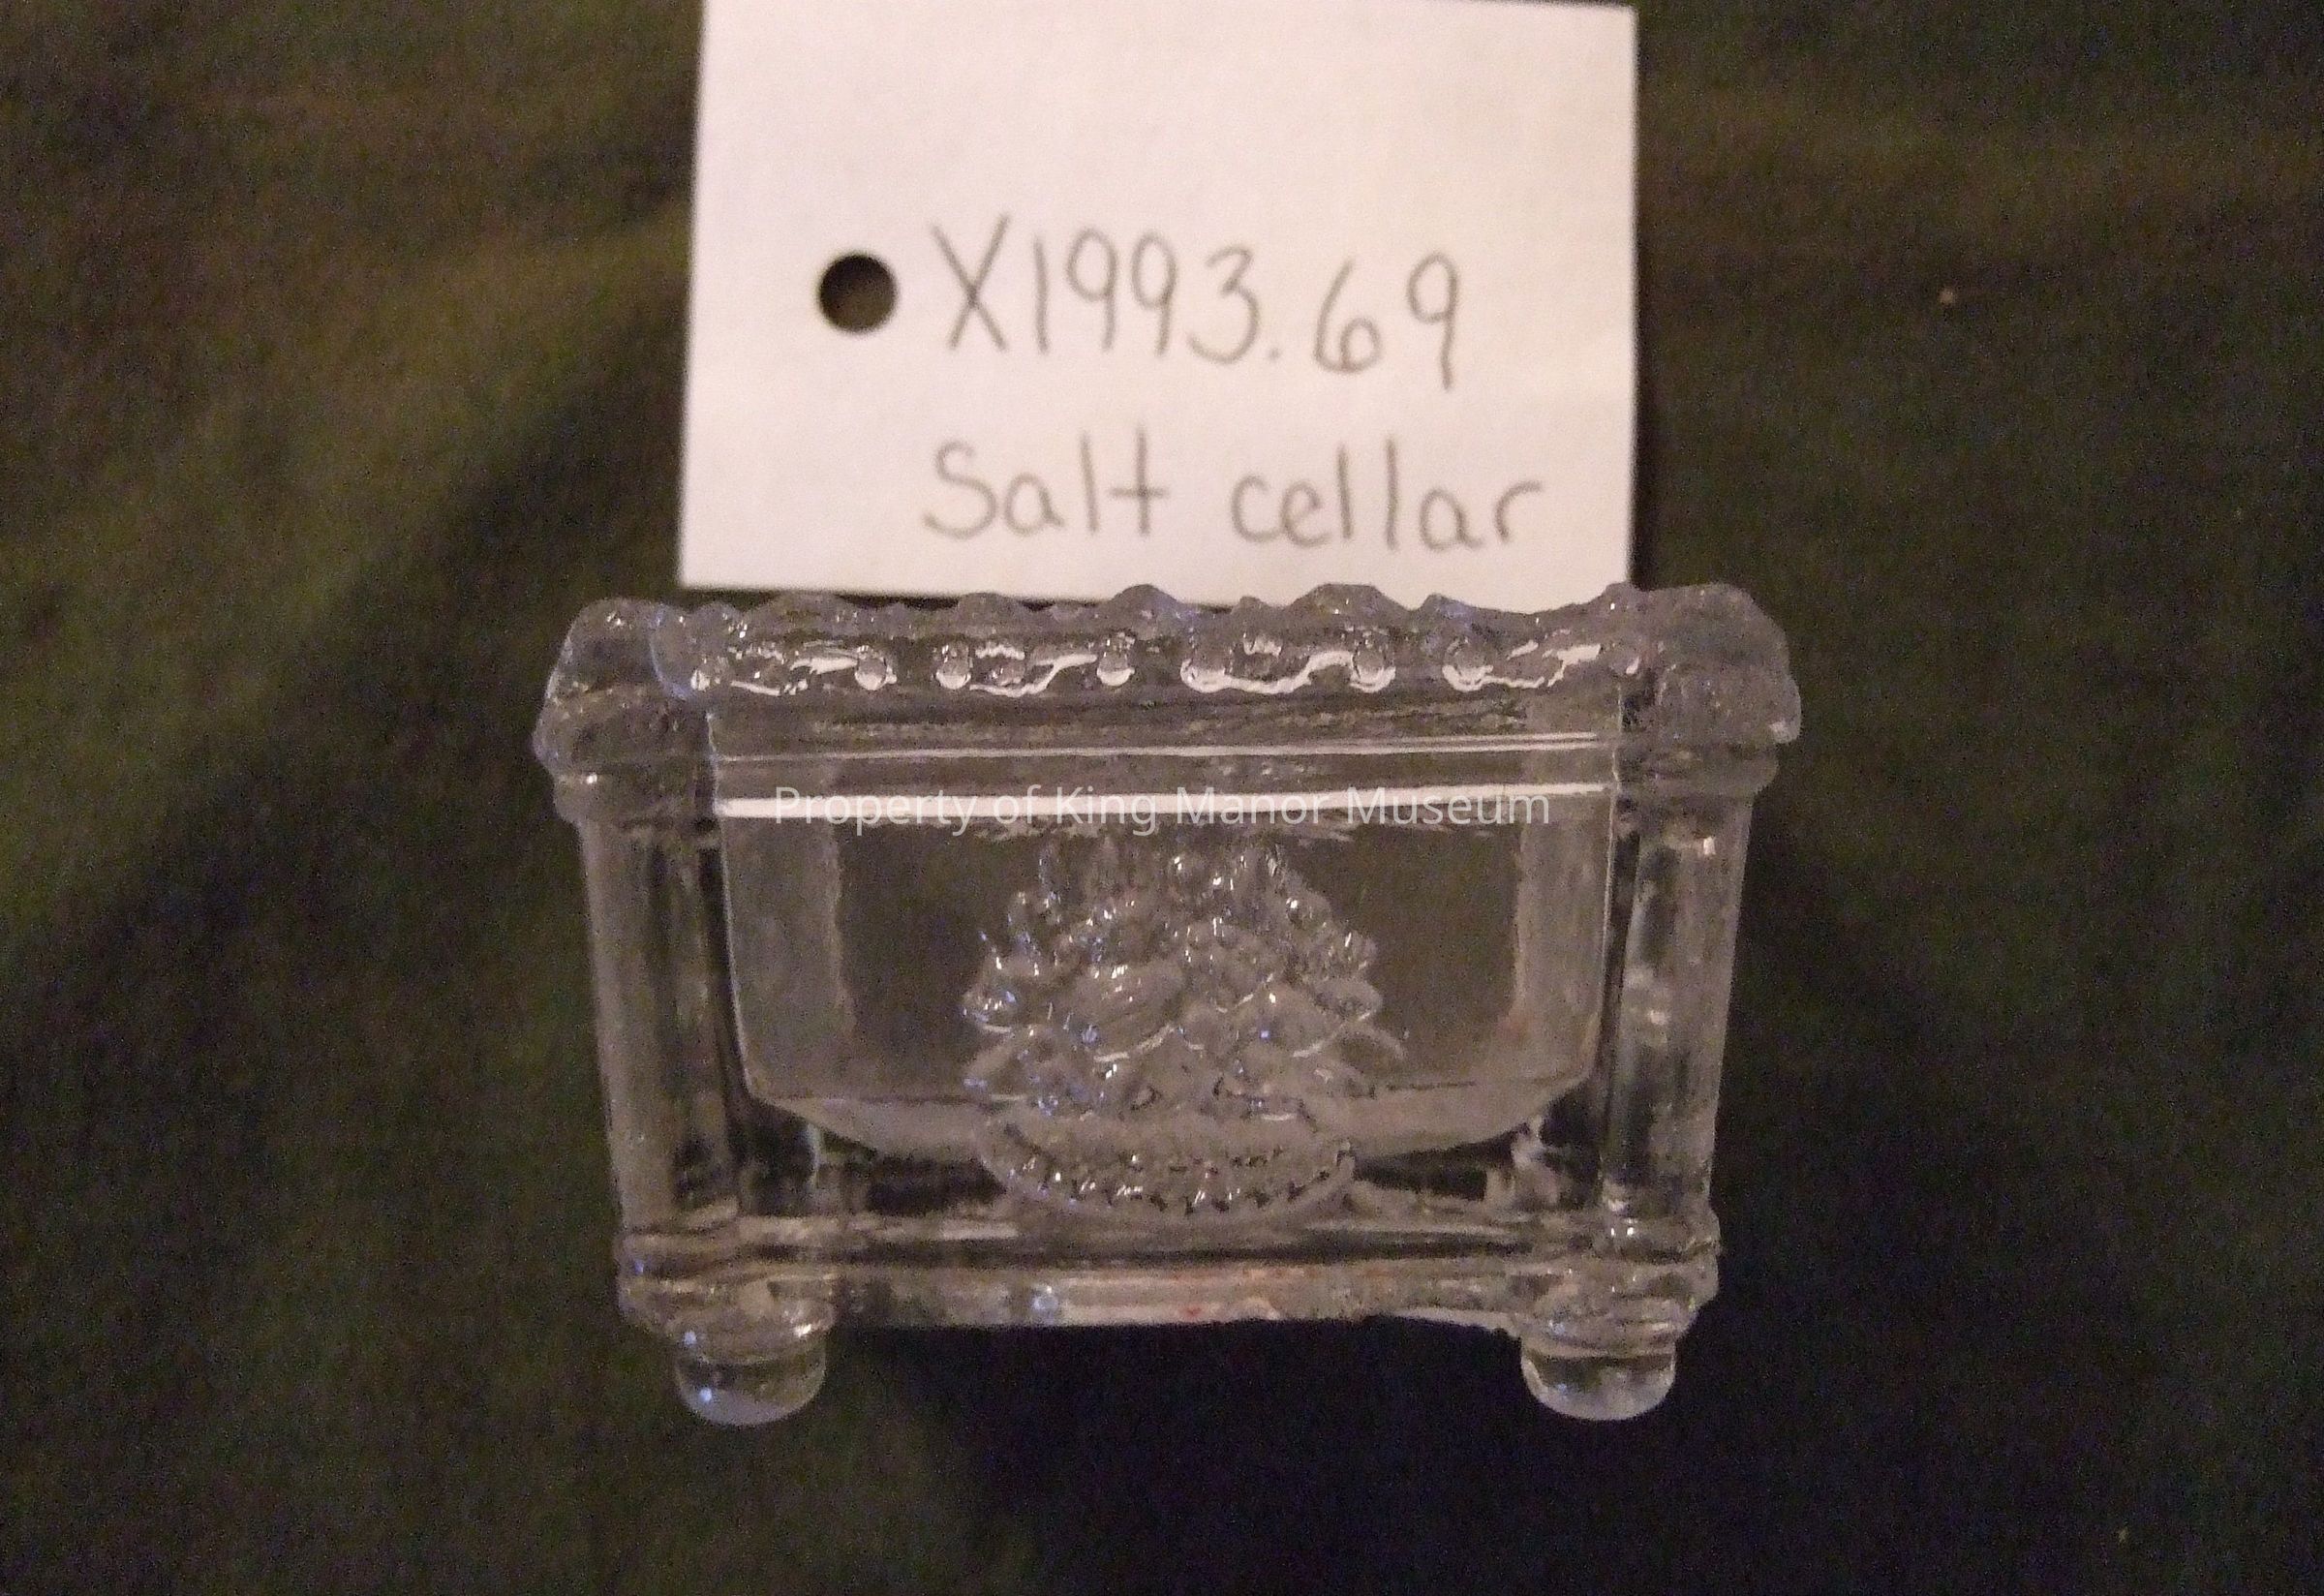 X1993.69
Salt cellar
Property of King Manor Museum